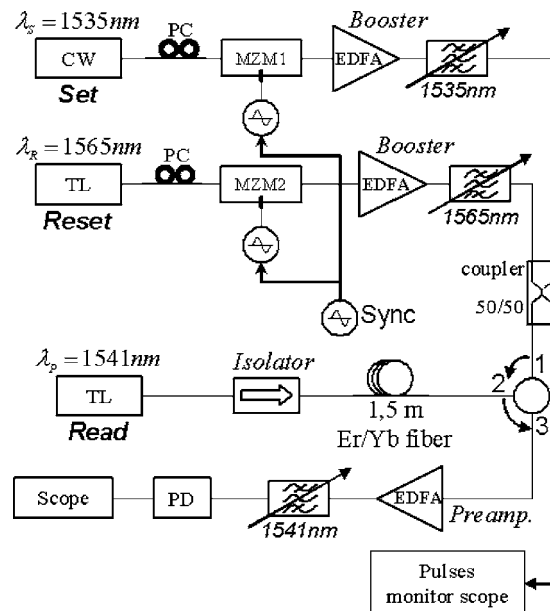 λS = 1535nm
PC
CW
MZM1
EDFA
Booster
1535nm
Set
λR = 1565nm
PC
TL
MZM2
EDFA
Booster
1565nm
Reset
Sync
coupler
50/50
λP = 1541nm
TL
Read
Isolator
1,5 m
Er/Yb fiber
1
2
3
Scope
PD
1541nm
EDFA
Preamp.
Pulses
monitor scope